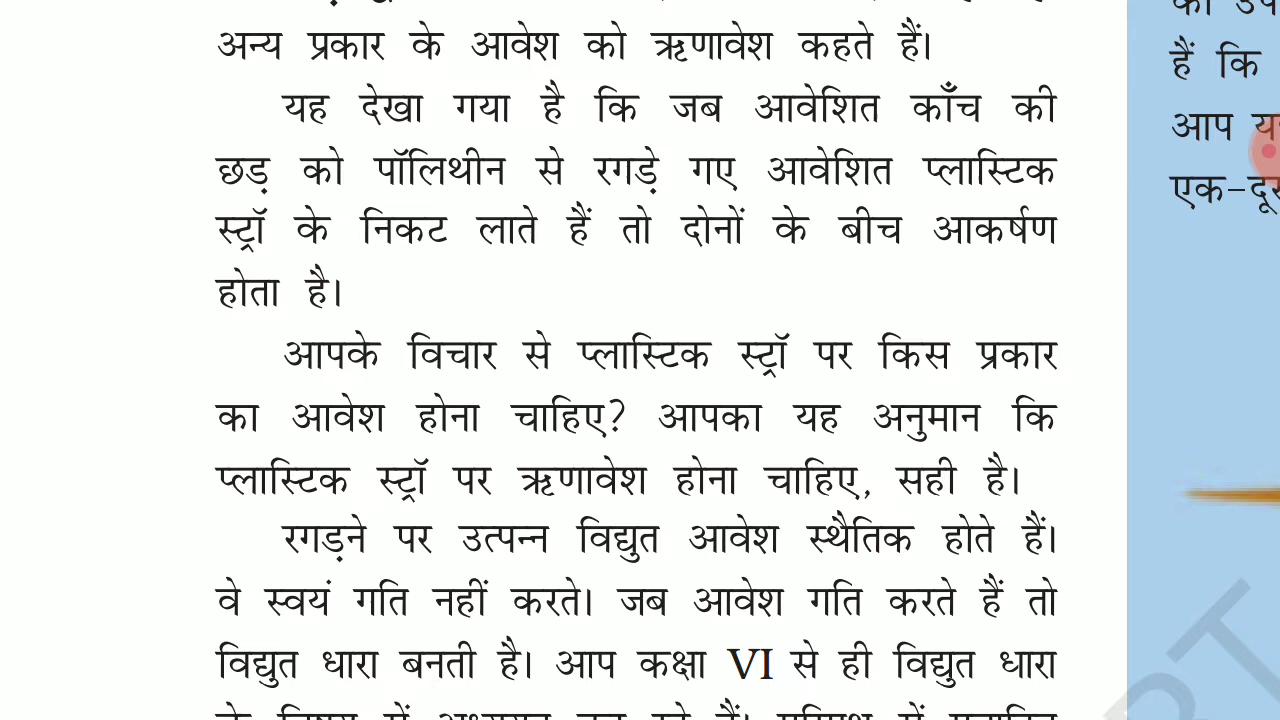 अन्य प्रकार के आवेश को ऋणावेश कहते हैं।
यह देखा गया है कि जब आवेशित काँच की
छड़ को पॉलिथीन से रगड़े गए आवेशित प्लास्टिक
स्ट्रॉ के निकट लाते हैं तो दोनों के बीच आकर्षण
होता है।
आपके विचार से प्लास्टिक स्ट्रॉ पर किस प्रकार
का आवेश होना चाहिए? आपका यह अनुमान कि
प्लास्टिक स्ट्रॉ पर ऋणावेश होना चाहिए, सही है।
रगड़ने पर उत्पन्न विद्युत आवेश स्थैतिक होते हैं।
वे स्वयं गति नहीं करते। जब आवेश गति करते हैं तो
विद्युत धारा बनती है। आप कक्षा VI से ही विद्युत धारा
हैं कि
आप